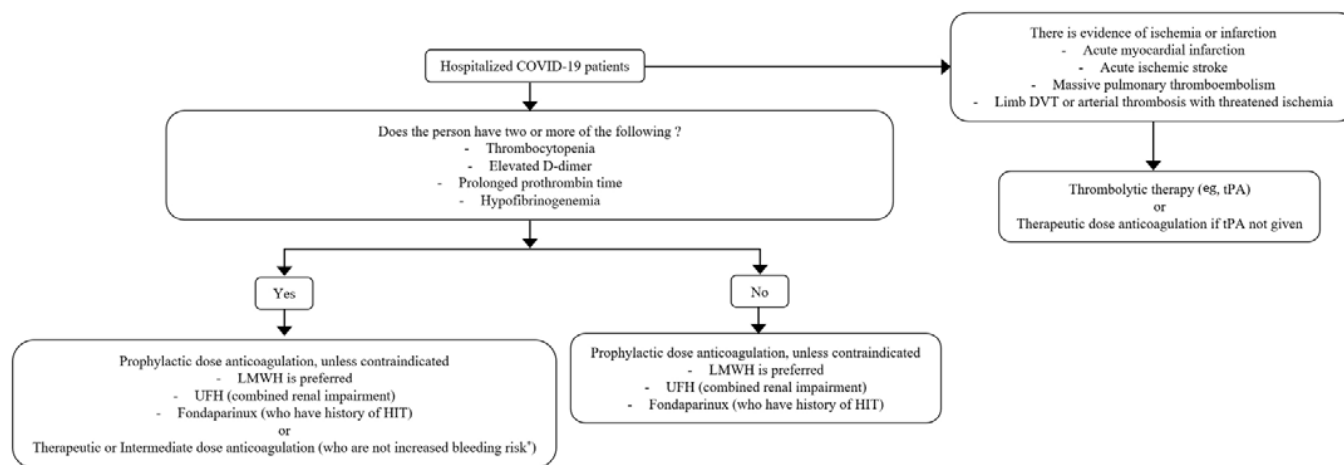 Hospitalized COVID-19 patients
There is evidence of ischemia or infarction
- Acute myocardial infarction
- Acute ischemic stroke
- Massive pulmonary thromboembolism
- Limb DVT or arterial thrombosis with threatened ischemia
Does the person have two or more of the following ?
- Thrombocytopenia
- Elevated D-dimer
- Prolonged prothrombin time
- Hypofibrinogenemia
Thrombolytic therapy (eg, tPA)
or
Therapeutic dose anticoagulation if tPA not given
Yes
No
Prophylactic dose anticoagulation, unless contraindicated
- LMWH is preferred
- UFH (combined renal impairment)
- Fondaparinux (who have history of HIT)
or
Therapeutic or Intermediate dose anticoagulation (who are not increased bleeding risk*)
Prophylactic dose anticoagulation, unless contraindicated
- LMWH is preferred
- UFH (combined renal impairment)
- Fondaparinux (who have history of HIT)